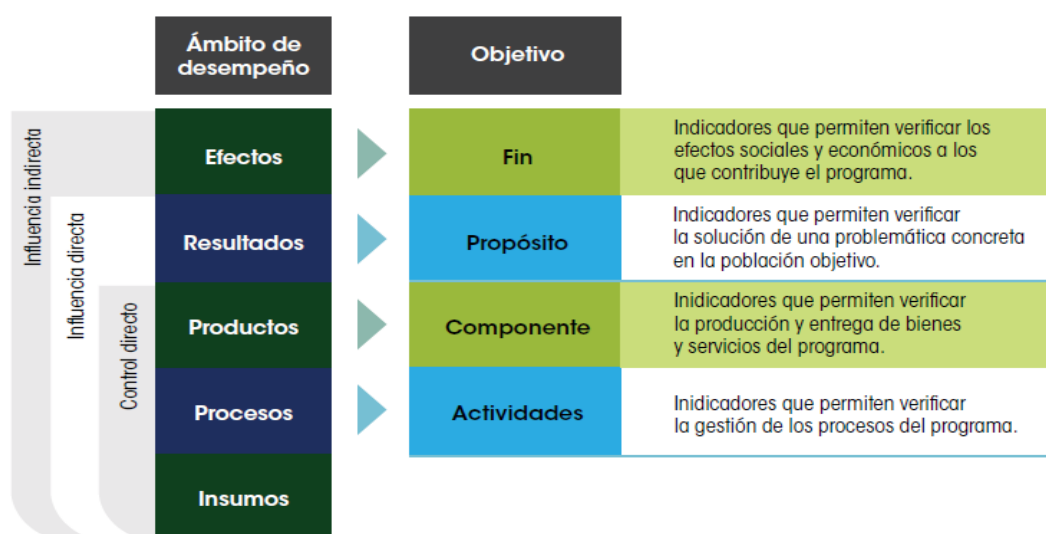 Ámbito de
desempeño
Objetivo
Influencia indirecta
Influencia directa
Control directo
Efectos
Fin
Indicadores que permiten verificar los
efectos sociales y económicos a los
que contribuye el programa.
Resultados
Propósito
Indicadores que permiten verificar
la solución de una problemática concreta
en la población objetivo.
Productos
Componente
Inidicadores que permiten verificar
la producción y entrega de bienes
y servicios del programa.
Procesos
Actividades
Inidicadores que permiten verificar
la gestión de los procesos del programa.
Insumos